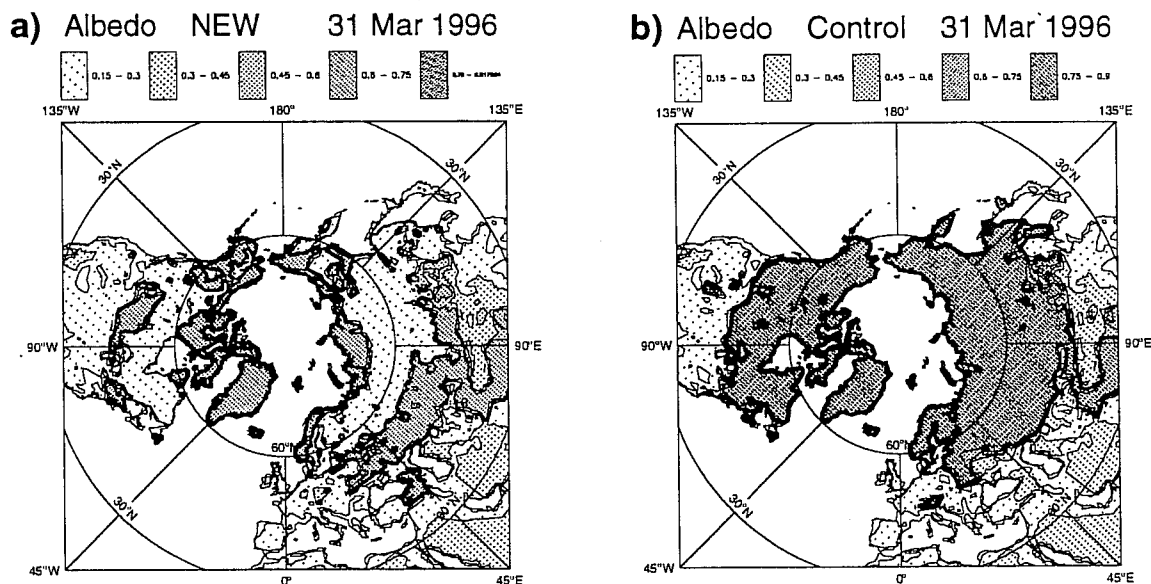 a) Albedo NEW 31 Mar 1996
0.15 – 0.3 0.3 – 0.45 0.45 – 0.6 0.6 – 0.75
135°W 180° 135°E
30°N 30°N
90°W 90°E
60°N
30°N 30°N
45°W 0° 45°E
b) Albedo Control 31 Mar 1996
0.15 – 0.3 0.3 – 0.45 0.45 – 0.6 0.6 – 0.75 0.75 – 0.9
135°W 180° 135°E
30°N 30°N
90°W 90°E
60°N
30°N 30°N
45°W 0° 45°E